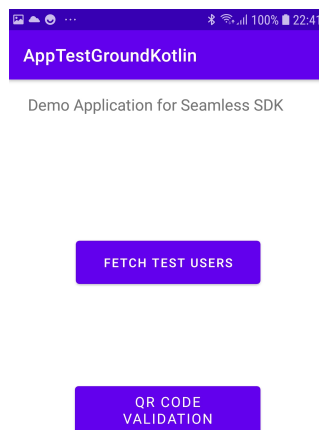 100% 22:41
AppTestGroundKotlin
Demo Application for Seamless SDK
FETCH TEST USERS
QR CODE
VALIDATION